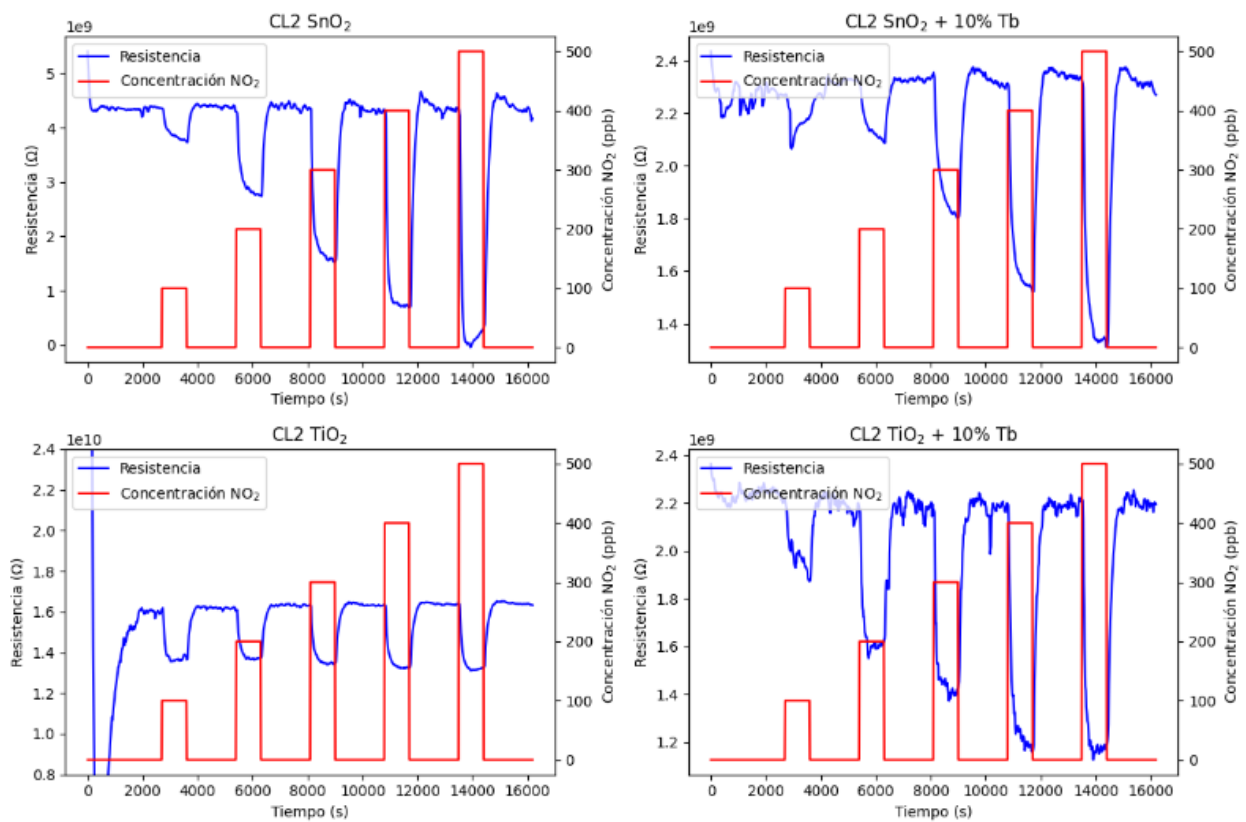 CL2 SnO₂
1e9
Resistencia
Concentración NO₂
5
4
3
2
1
0
Resistencia (Ω)
500
400
300
200
100
0
Concentración NO₂ (ppb)
0 2000 4000 6000 8000 10000 12000 14000 16000
Tiempo (s)
CL2 SnO₂ + 10% Tb
1e9
Resistencia
Concentración NO₂
2.4
2.2
2.0
1.8
1.6
1.4
Resistencia (Ω)
500
400
300
200
100
0
Concentración NO₂ (ppb)
0 2000 4000 6000 8000 10000 12000 14000 16000
Tiempo (s)
CL2 TiO₂
1e10
Resistencia
Concentración NO₂
2.4
2.2
2.0
1.8
1.6
1.4
1.2
1.0
0.8
Resistencia (Ω)
500
400
300
200
100
0
Concentración NO₂ (ppb)
0 2000 4000 6000 8000 10000 12000 14000 16000
Tiempo (s)
CL2 TiO₂ + 10% Tb
1e9
Resistencia
Concentración NO₂
2.4
2.2
2.0
1.8
1.6
1.4
1.2
Resistencia (Ω)
500
400
300
200
100
0
Concentración NO₂ (ppb)
0 2000 4000 6000 8000 10000 12000 14000 16000
Tiempo (s)